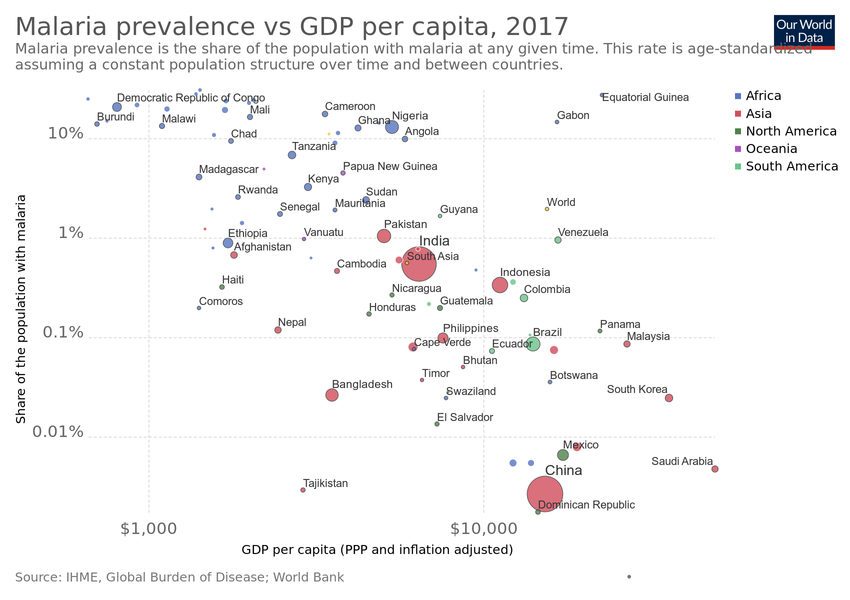 Malaria prevalence vs GDP per capita, 2017
Our World
in Data
Malaria prevalence is the share of the population with malaria at any given time. This rate is age-standardized
assuming a constant population structure over time and between countries.
Democratic Republic of Congo
Equatorial Guinea
Africa
Asia
North America
Oceania
South America
Burundi
Malawi
Mali
Cameroon
Ghana
Nigeria
Gabon
10%
Chad
Angola
Tanzania
Madagascar
Kenya
Papua New Guinea
Rwanda
Senegal
Sudan
Mauritania
Guyana
World
1%
Ethiopia
Afghanistan
Vanuatu
Pakistan
India
South Asia
Venezuela
Haiti
Cambodia
Indonesia
Colombia
Comoros
Nicaragua
Honduras
Guatemala
0.1%
Nepal
Philippines
Cape Verde
Ecuador
Brazil
Panama
Malaysia
Bhutan
Timor
Botswana
Bangladesh
Swaziland
South Korea
El Salvador
0.01%
Mexico
Saudi Arabia
China
Tajikistan
Dominican Republic
Share of the population with malaria
$1,000
$10,000
GDP per capita (PPP and inflation adjusted)
Source: IHME, Global Burden of Disease; World Bank